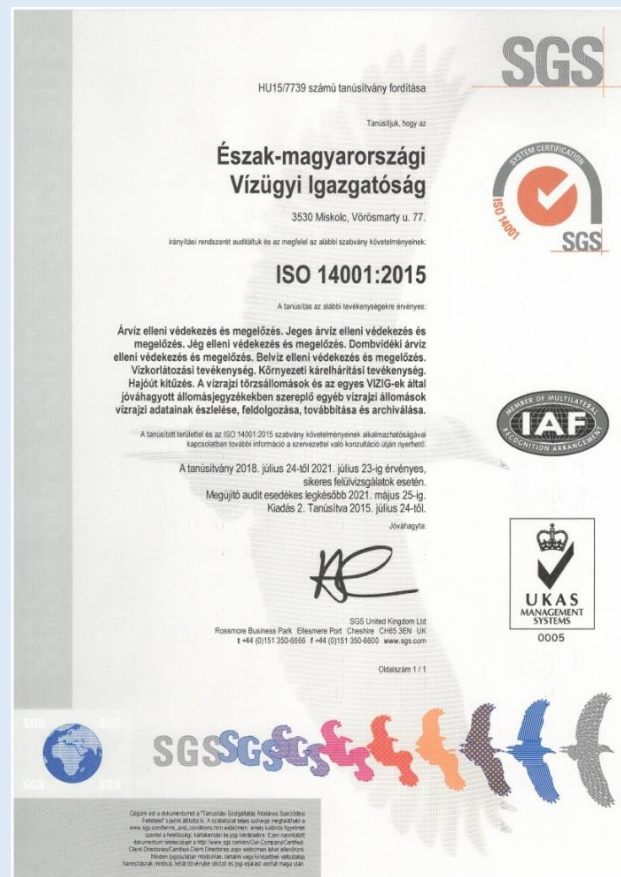 SGS
HU15/7739 számú tanúsítvány fordítása
Tanúsítjuk, hogy az
Észak-magyarországi
Vízügyi Igazgatóság
3530 Miskolc, Vörösmarty u. 77.
irányítási rendszerét auditáltuk és az megfelel az alábbi szabvány követelményeinek:
ISO 14001:2015
A tanúsítás az alábbi tevékenységekre érvényes:
Árvíz elleni védekezés és megelőzés. Jeges árvíz elleni védekezés és
megelőzés. Jég elleni védekezés és megelőzés. Dombvidéki árvíz
elleni védekezés és megelőzés. Belvíz elleni védekezés és megelőzés.
Vízkorlátozási tevékenység. Környezeti kárelhárítási tevékenység.
Hajóút kitűzés. A vízrajzi törzsállomások és az egyes VIZIG-ek által
jóváhagyott állomásjegyzékekben szereplő egyéb vízrajzi állomások
vízrajzi adatainak észlelése, feldolgozása, továbbítása és archiválása.
A tanúsított területtel és az ISO 14001:2015 szabvány követelményeinek alkalmazhatóságával
kapcsolatban további információ a szervezettel való konzultáció útján nyerhető.
A tanúsítvány 2018. július 24-től 2021. július 23-ig érvényes,
sikeres felülvizsgálatok esetén.
Megújító audit esedékes legkésőbb 2021. május 25-ig.
Kiadás 2. Tanúsítva 2015. július 24-től.
Jóváhagyta:
SGS United Kingdom Ltd
Rossmore Business Park Ellesmere Port Cheshire CH65 3EN UK
t +44 (0)151 350-6666 f +44 (0)151 350-6600 www.sgs.com
Oldalszám 1 / 1
SYSTEM CERTIFICATION
ISO 14001
SGS
MEMBER OF MULTILATERAL
IAF
RECOGNITION ARRANGEMENT
UKAS
MANAGEMENT
SYSTEMS
0005
SGS SGS
SGS SGS
SGSSGSSGS